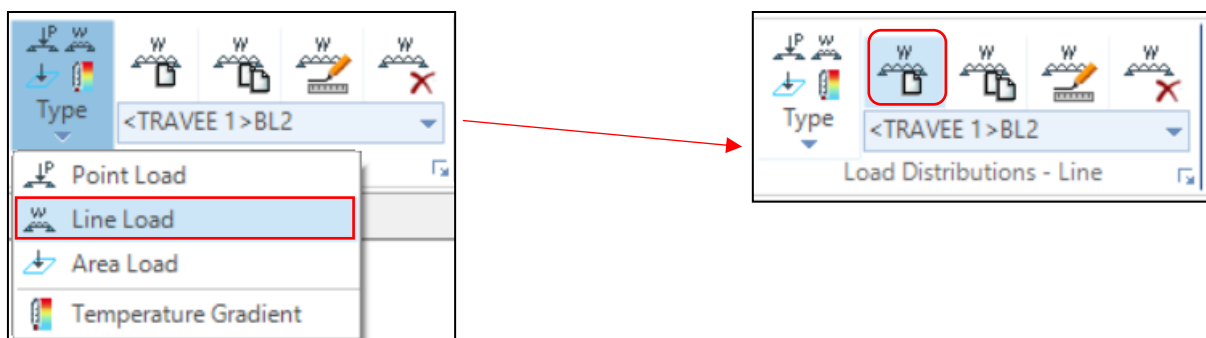 P W
W W W W
Type
<TRAVEE 1>BL2
P Point Load
W Line Load
Area Load
Temperature Gradient
P W
W W W W
Type
<TRAVEE 1>BL2
Load Distributions - Line